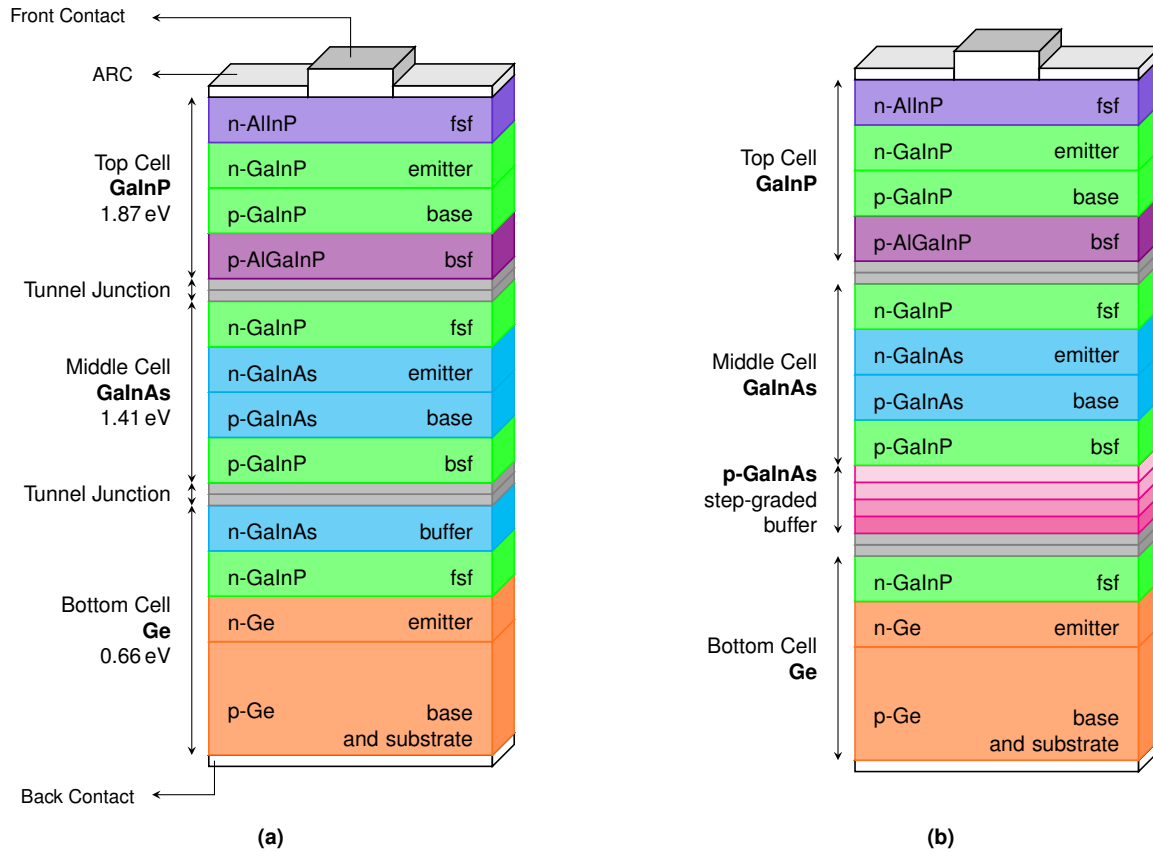 Front Contact
ARC
Top Cell
GaInP
1.87 eV
Tunnel Junction
Middle Cell
GaInAs
1.41 eV
Tunnel Junction
Bottom Cell
Ge
0.66 eV
Back Contact
n-AlInP fsf
n-GaInP emitter
p-GaInP base
p-AlGaInP bsf
n-GaInP fsf
n-GaInAs emitter
p-GaInAs base
p-GaInP bsf
n-GaInAs buffer
n-GaInP fsf
n-Ge emitter
p-Ge base
and substrate
(a)
Top Cell
GaInP
Middle Cell
GaInAs
p-GaInAs
step-graded
buffer
Bottom Cell
Ge
n-AlInP fsf
n-GaInP emitter
p-GaInP base
p-AlGaInP bsf
n-GaInP fsf
n-GaInAs emitter
p-GaInAs base
p-GaInP bsf
n-GaInP fsf
n-Ge emitter
p-Ge base
and substrate
(b)